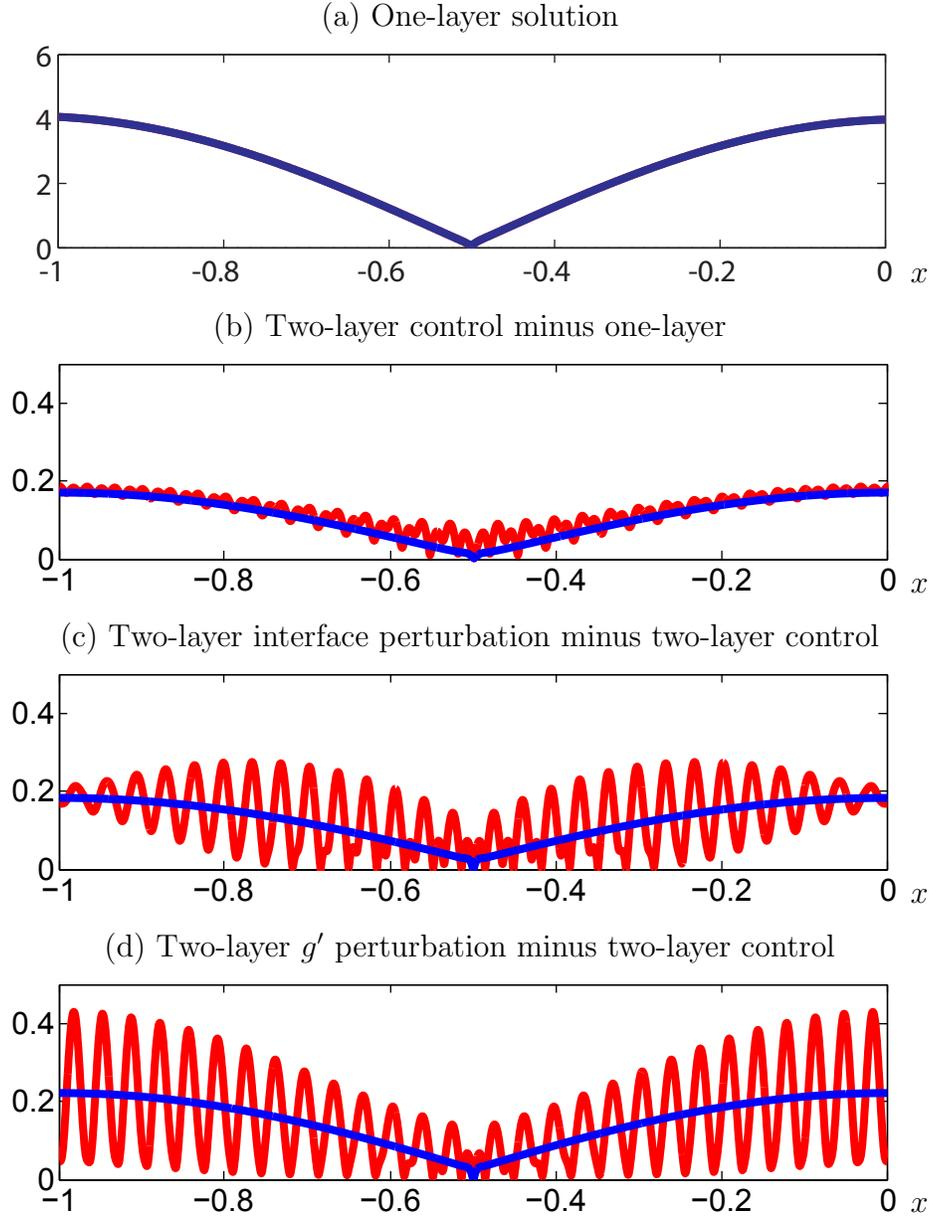 (a) One-layer solution
6
4
2
0
-1 -0.8 -0.6 -0.4 -0.2 0 x
(b) Two-layer control minus one-layer
0.4
0.2
0
−1 −0.8 −0.6 −0.4 −0.2 0 x
(c) Two-layer interface perturbation minus two-layer control
0.4
0.2
0
−1 −0.8 −0.6 −0.4 −0.2 0 x
(d) Two-layer g′ perturbation minus two-layer control
0.4
0.2
0
−1 −0.8 −0.6 −0.4 −0.2 0 x